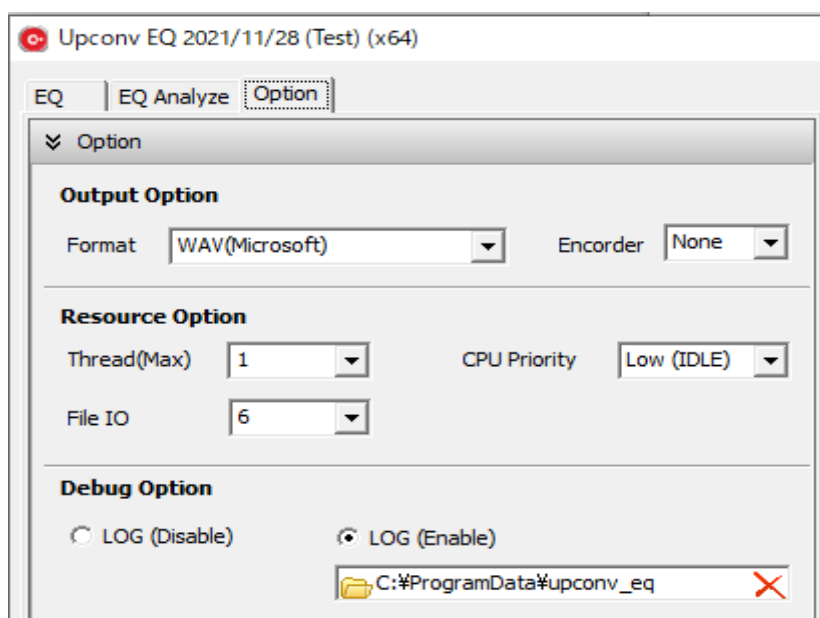 Upconv EQ 2021/11/28 (Test) (x64)
EQ EQ Analyze Option
Option
Output Option
Format WAV(Microsoft) Encorder None
Resource Option
Thread(Max) 1 CPU Priority Low (IDLE)
File IO 6
Debug Option
LOG (Disable) LOG (Enable)
C:¥ProgramData¥upconv_eq